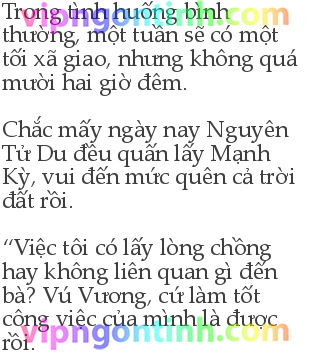 vipngontinh.com
Trong tình huống bình
thường, một tuần sẽ có một
tối xã giao, nhưng không quá
mười hai giờ đêm.
Chắc mấy ngày nay Nguyên
Tử Du đều quấn lấy Mạnh
Kỳ, vui đến mức quên cả trời
đất rồi.
“Việc tôi có lấy lòng chồng
hay không liên quan gì đến
bà? Vú Vương, cứ làm tốt
công việc của mình là được
rồi.
vipngontinh.com